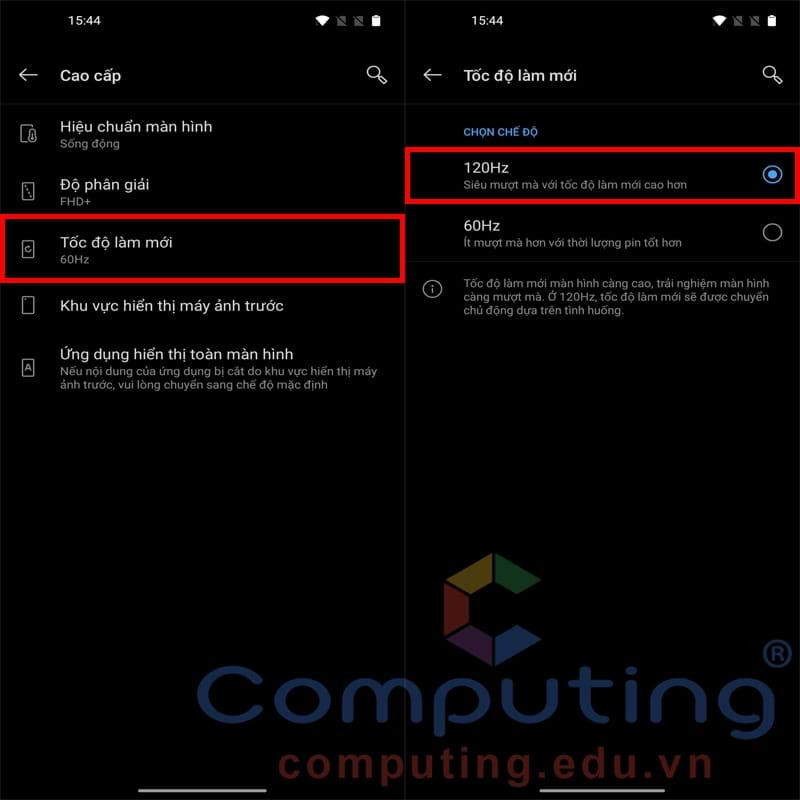 15:44
Cao cấp
Hiệu chuẩn màn hình
Sống động
Độ phân giải
FHD+
Tốc độ làm mới
60Hz
Khu vực hiển thị máy ảnh trước
A
Ứng dụng hiển thị toàn màn hình
Nếu nội dung của ứng dụng bị cắt do khu vực hiển thị máy
ảnh trước, vui lòng chuyển sang chế độ mặc định
15:44
Tốc độ làm mới
CHỌN CHẾ ĐỘ
120Hz
Siêu mượt mà với tốc độ làm mới cao hơn
60Hz
Ít mượt mà hơn với thời lượng pin tốt hơn
Tốc độ làm mới màn hình càng cao, trải nghiệm màn hình
càng mượt mà. Ở 120Hz, tốc độ làm mới sẽ được chuyển
chủ động dựa trên tình huống.
Computing®
computing.edu.vn